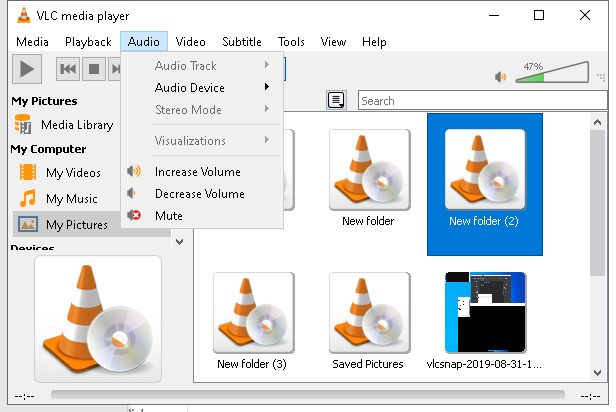 VLC media player
Media Playback Audio Video Subtitle Tools View Help
47%
Audio Track
Audio Device
Stereo Mode
Visualizations
Increase Volume
Decrease Volume
Mute
Search
My Pictures
Media Library
My Computer
My Videos
My Music
My Pictures
Devices
New folder
New folder (2)
New folder (3)
Saved Pictures
vlcsnap-2019-08-31-1...
--:--
--:--